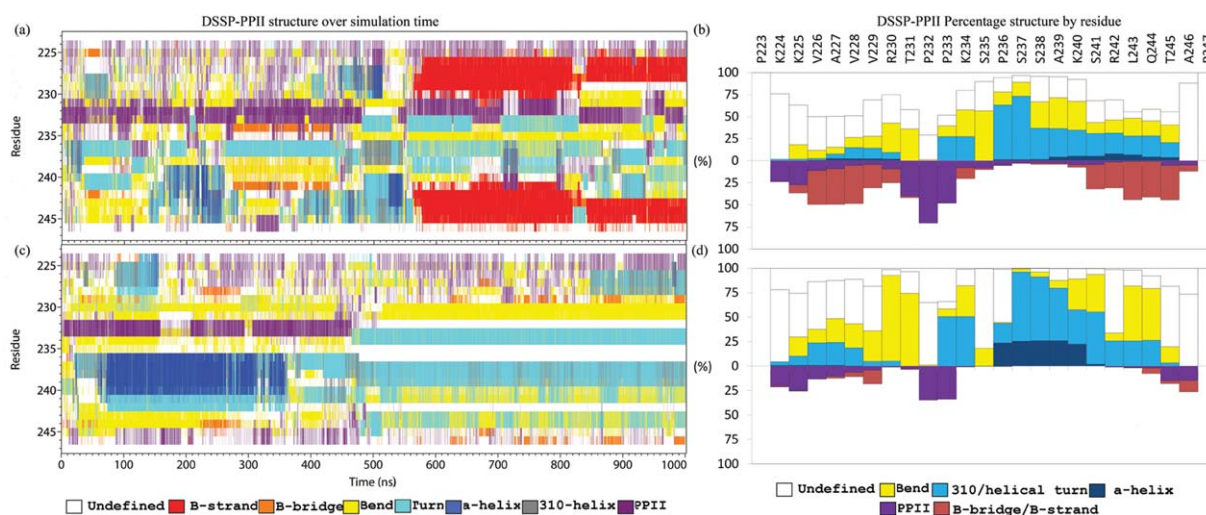 DSSP-PPII structure over simulation time
DSSP-PPII Percentage structure by residue
(a)
(b)
P223
K224
K225
V226
A227
V228
V229
R230
T231
P232
P233
K234
S235
P236
S237
S238
A239
K240
S241
R242
L243
Q244
T245
A246
P247
225
230
235
240
245
Residue
100
75
50
25
0
25
50
75
100
(%)
(c)
(d)
225
230
235
240
245
Residue
0 100 200 300 400 500 600 700 800 900 1000
Time (ns)
100
75
50
25
0
25
50
75
100
(%)
Undefined B-strand B-bridge Bend Turn a-helix 310-helix PPII
Undefined Bend 310/helical turn a-helix
PPII B-bridge/B-strand